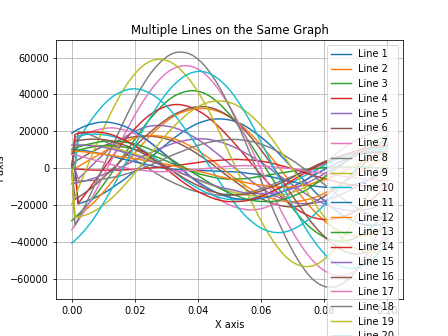 Multiple Lines on the Same Graph
60000
40000
20000
0
−20000
−40000
−60000
axis
0.00
0.02
0.04
0.06
0.08
X axis
Line 1
Line 2
Line 3
Line 4
Line 5
Line 6
Line 7
Line 8
Line 9
Line 10
Line 11
Line 12
Line 13
Line 14
Line 15
Line 16
Line 17
Line 18
Line 19
Line 20